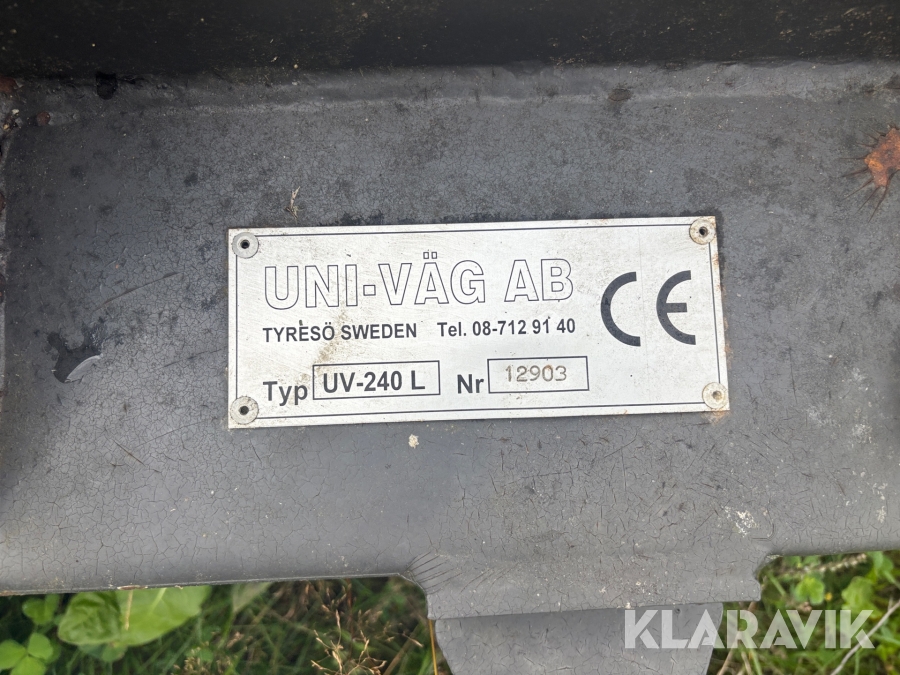 UNI-VÄG AB
TYRESÖ SWEDEN Tel. 08-712 91 40
CE
Typ UV-240 L Nr 12903
KLARAVIK